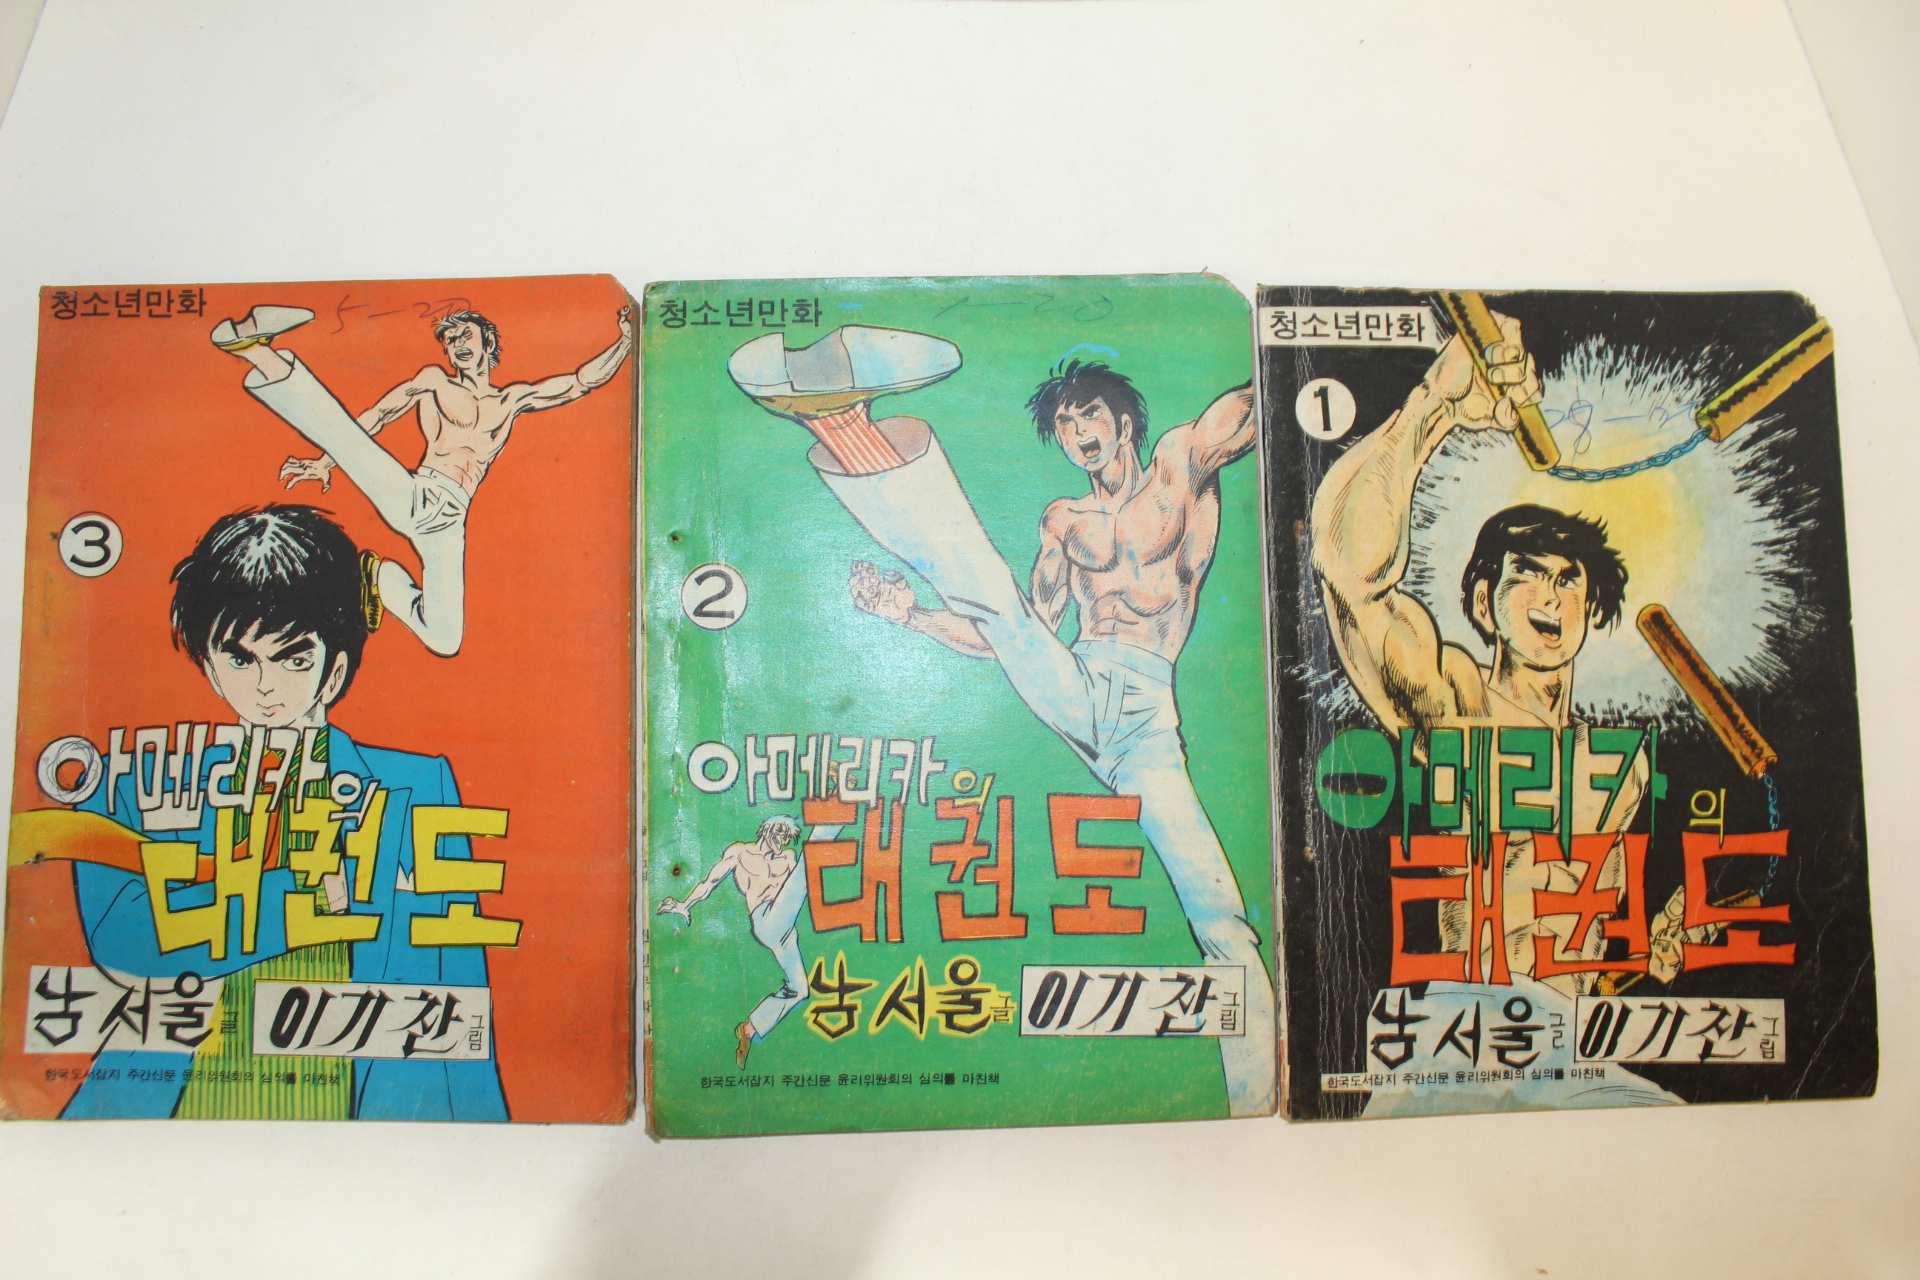 청소년만화
5-20
3
아메리카의
태권도
남서울 글 이기찬 그림
한국도서잡지 주간신문 윤리위원회의 심의를 마친책
청소년만화
2
아메리카의
태권도
남서울 글 이기찬 그림
한국도서잡지 주간신문 윤리위원회의 심의를 마친책
청소년만화
1
아메리카의
태권도
남서울 글 이기찬 그림
한국도서잡지 주간신문 윤리위원회의 심의를 마친책